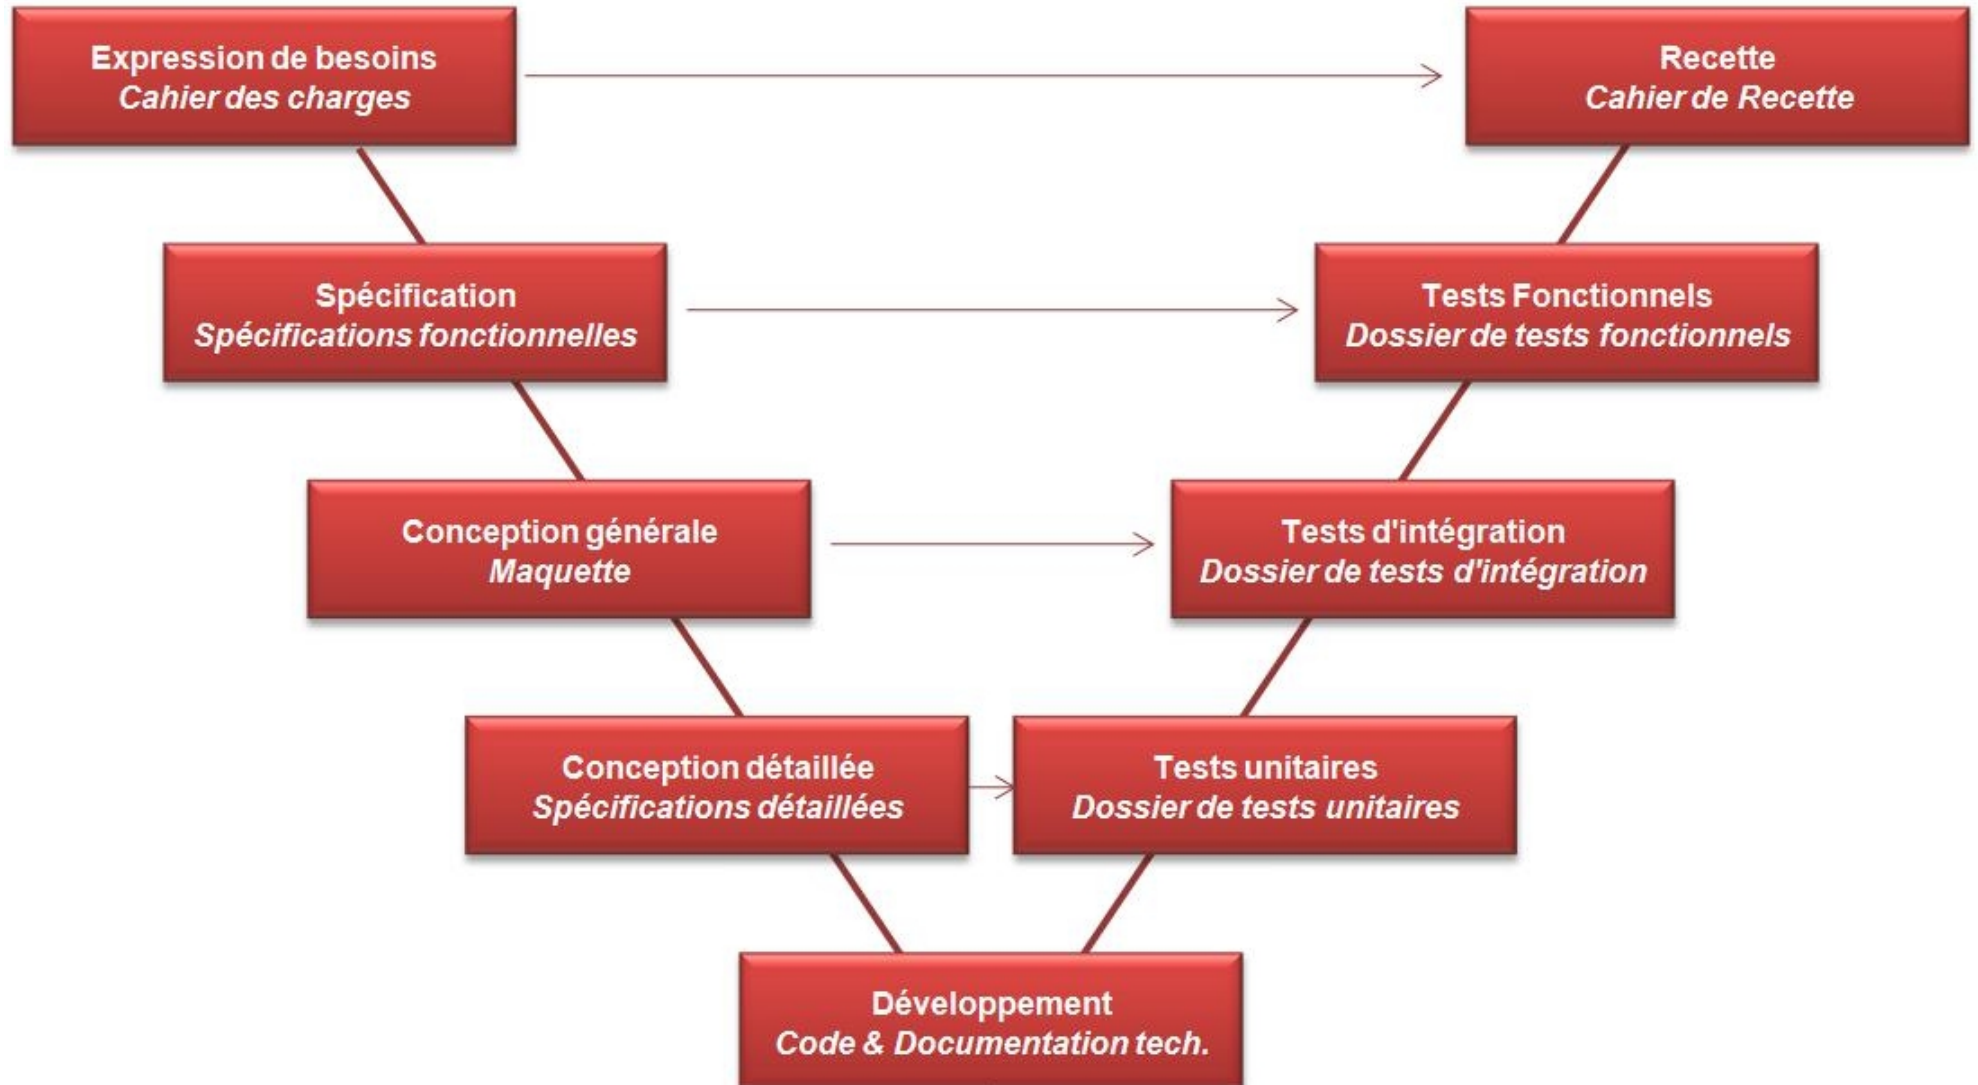 Expression de besoins
Cahier des charges
Recette
Cahier de Recette
Spécification
Spécifications fonctionnelles
Tests Fonctionnels
Dossier de tests fonctionnels
Conception générale
Maquette
Tests d'intégration
Dossier de tests d'intégration
Conception détaillée
Spécifications détaillées
Tests unitaires
Dossier de tests unitaires
Développement
Code & Documentation tech.